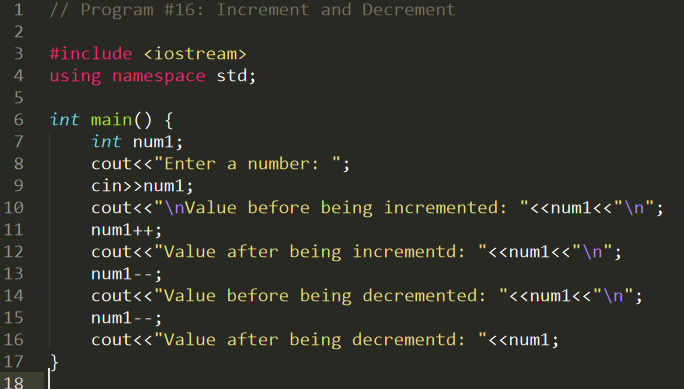 1 // Program #16: Increment and Decrement
2
3 #include <iostream>
4 using namespace std;
5
6 int main() {
7     int num1;
8     cout<<"Enter a number: ";
9     cin>>num1;
10     cout<<"\nValue before being incremented: "<<num1<<"\n";
11     num1++;
12     cout<<"Value after being incrementd: "<<num1<<"\n";
13     num1--;
14     cout<<"Value before being decremented: "<<num1<<"\n";
15     num1--;
16     cout<<"Value after being decrementd: "<<num1;
17 }
18